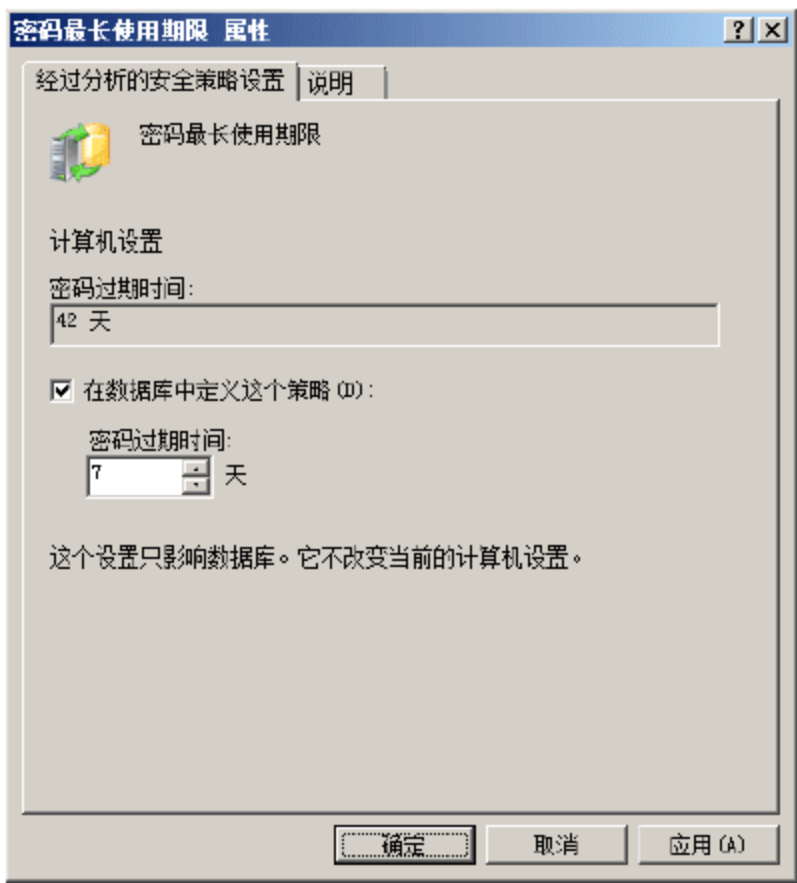 密码最长使用期限 属性
经过分析的安全策略设置 说明
密码最长使用期限
计算机设置
密码过期时间:
42 天
在数据库中定义这个策略(D):
密码过期时间:
7 天
这个设置只影响数据库。它不改变当前的计算机设置。
确定 取消 应用(A)